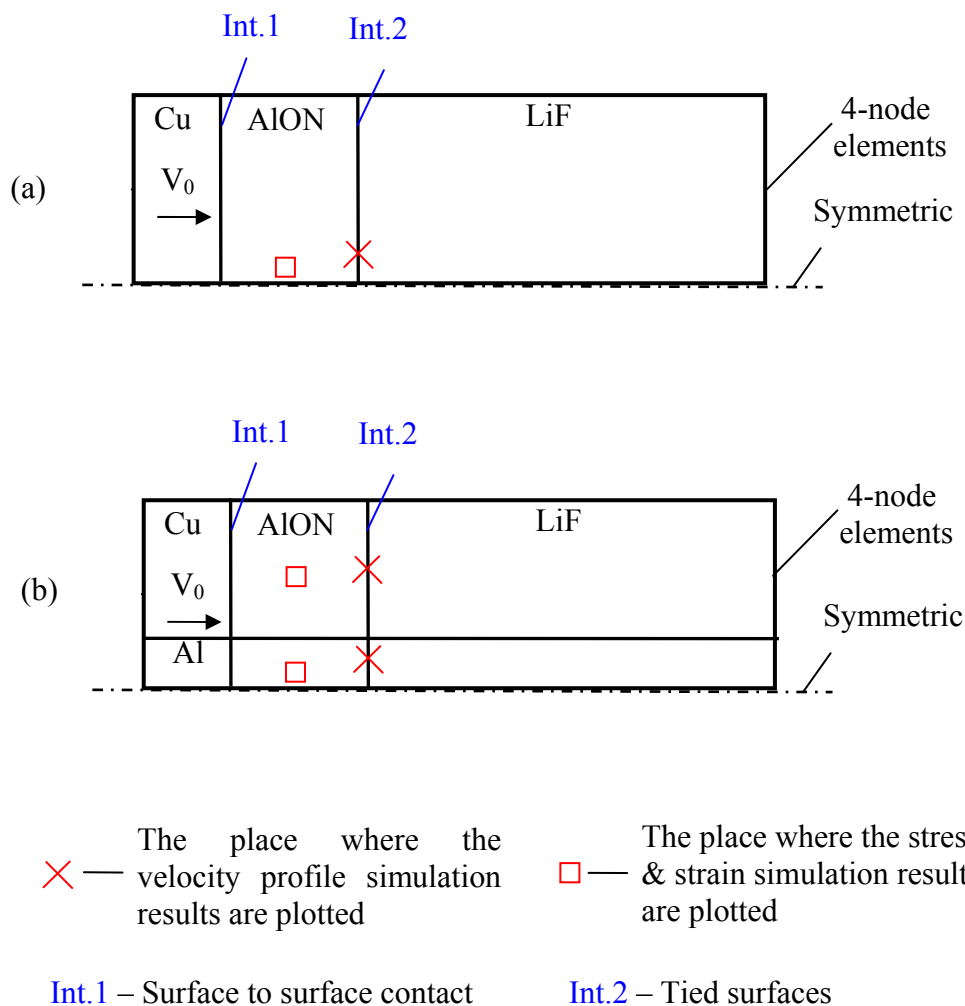 Int.1 Int.2
Cu AlON LiF
4-node
elements
V0
(a)
Symmetric
Int.1 Int.2
Cu AlON LiF
4-node
elements
V0
(b)
Symmetric
Al
The place where the
velocity profile simulation
results are plotted
The place where the stres
& strain simulation result
are plotted
Int.1 – Surface to surface contact
Int.2 – Tied surfaces